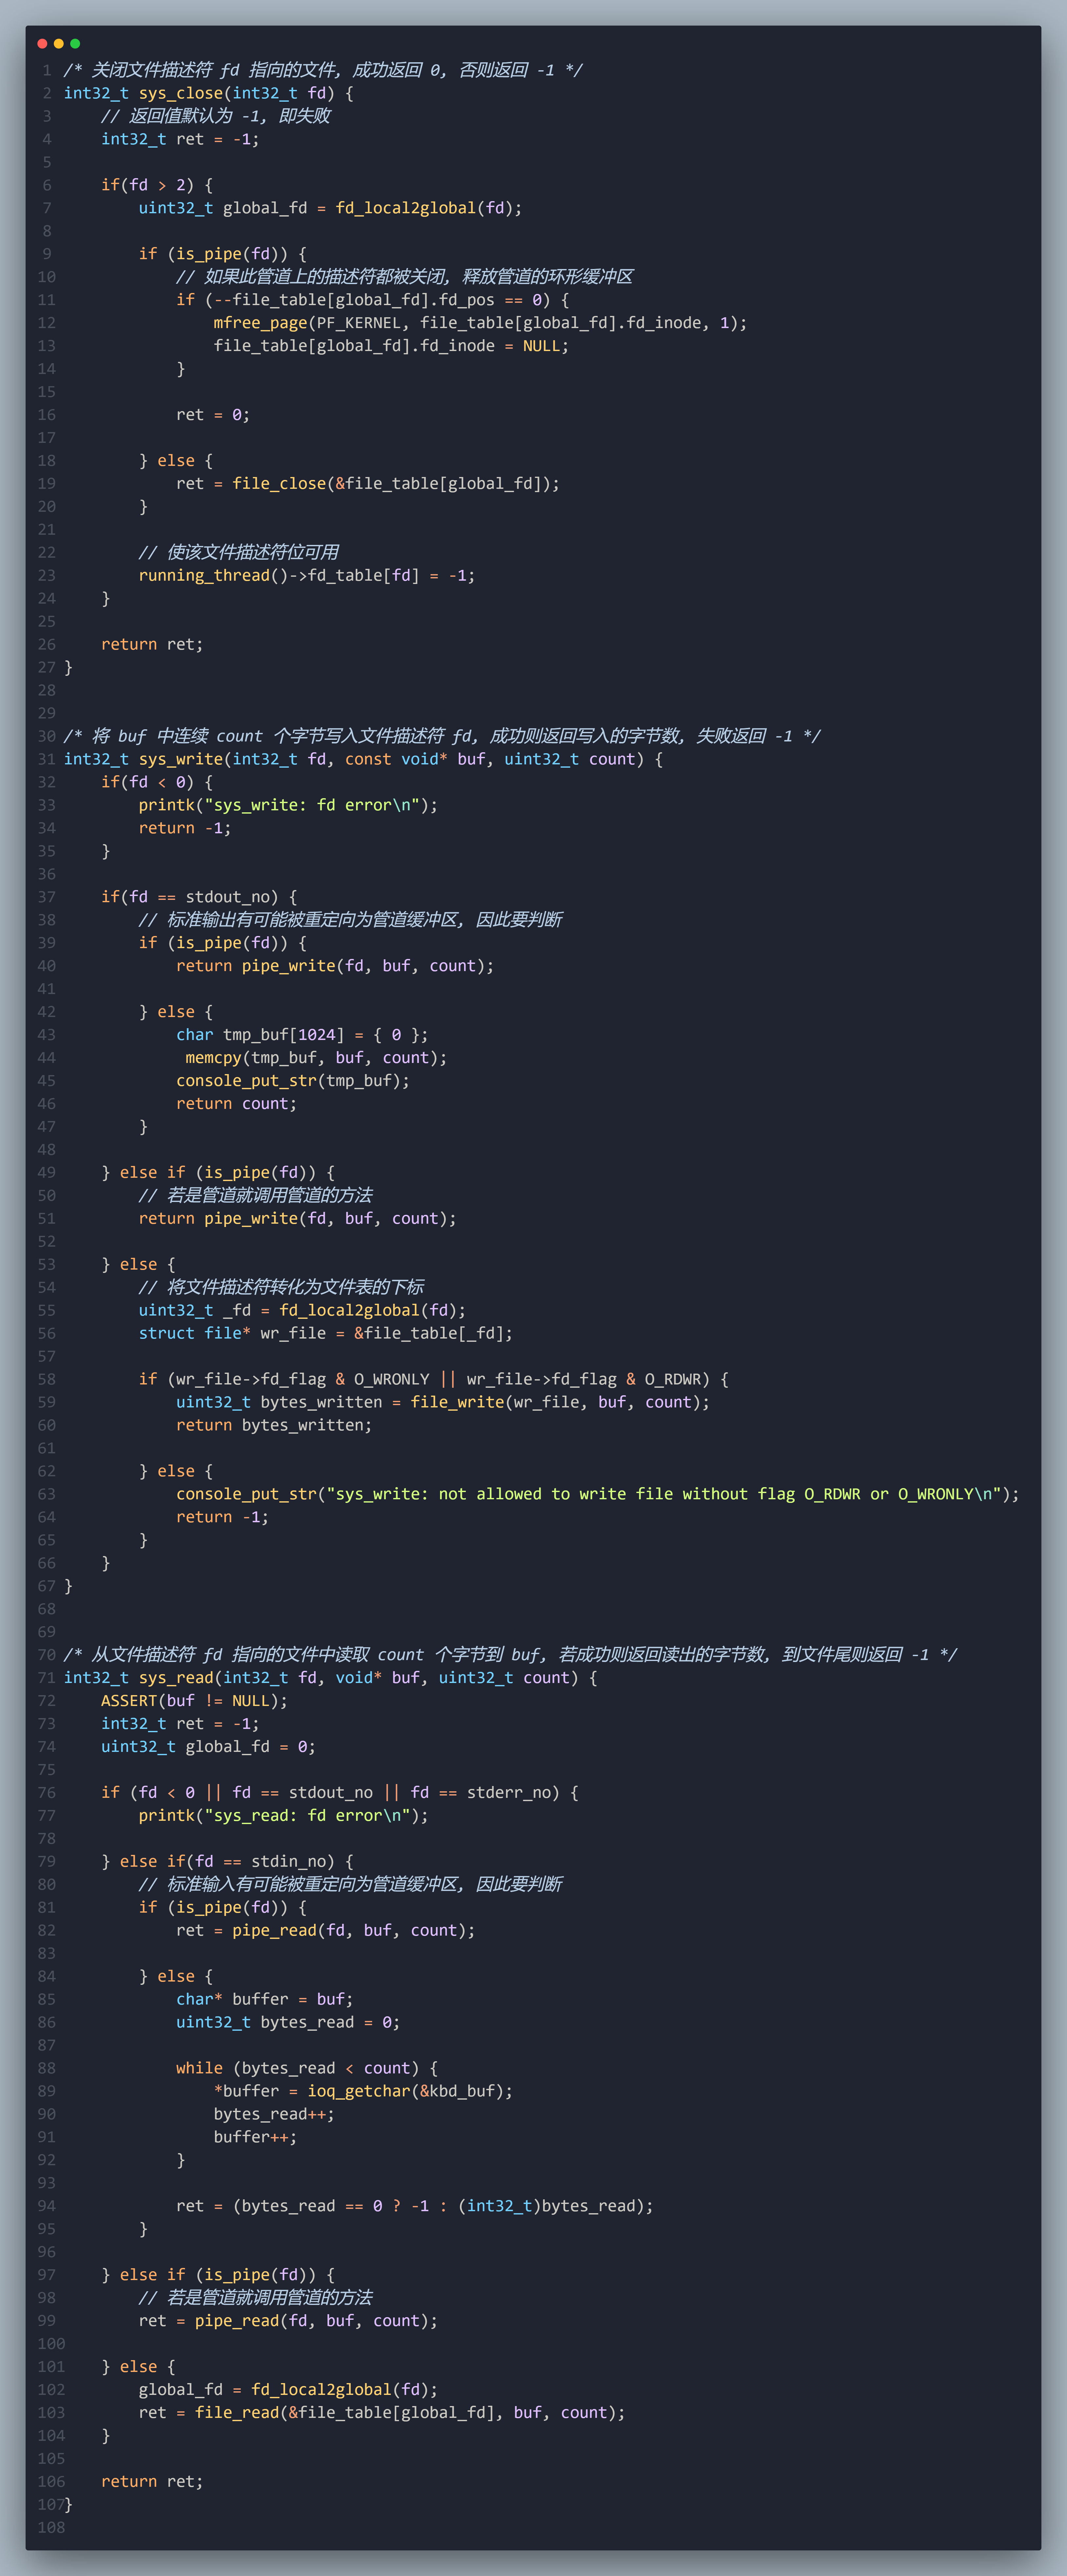 1 /* 关闭文件描述符 fd 指向的文件, 成功返回 0, 否则返回 -1 */
2 int32_t sys_close(int32_t fd) {
3     // 返回值默认为 -1, 即失败
4     int32_t ret = -1;
5
6     if(fd > 2) {
7         uint32_t global_fd = fd_local2global(fd);
8
9         if (is_pipe(fd)) {
10             // 如果此管道上的描述符都被关闭, 释放管道的环形缓冲区
11             if (--file_table[global_fd].fd_pos == 0) {
12                 mfree_page(PF_KERNEL, file_table[global_fd].fd_inode, 1);
13                 file_table[global_fd].fd_inode = NULL;
14             }
15
16             ret = 0;
17
18         } else {
19             ret = file_close(&file_table[global_fd]);
20         }
21
22         // 使该文件描述符位可用
23         running_thread()->fd_table[fd] = -1;
24     }
25
26     return ret;
27 }
28
29
30 /* 将 buf 中连续 count 个字节写入文件描述符 fd, 成功则返回写入的字节数, 失败返回 -1 */
31 int32_t sys_write(int32_t fd, const void* buf, uint32_t count) {
32     if(fd < 0) {
33         printk("sys_write: fd error\n");
34         return -1;
35     }
36
37     if(fd == stdout_no) {
38         // 标准输出有可能被重定向为管道缓冲区, 因此要判断
39         if (is_pipe(fd)) {
40             return pipe_write(fd, buf, count);
41
42         } else {
43             char tmp_buf[1024] = { 0 };
44              memcpy(tmp_buf, buf, count);
45             console_put_str(tmp_buf);
46             return count;
47         }
48
49     } else if (is_pipe(fd)) {
50         // 若是管道就调用管道的方法
51         return pipe_write(fd, buf, count);
52
53     } else {
54         // 将文件描述符转化为文件表的下标
55         uint32_t _fd = fd_local2global(fd);
56         struct file* wr_file = &file_table[_fd];
57
58         if (wr_file->fd_flag & O_WRONLY || wr_file->fd_flag & O_RDWR) {
59             uint32_t bytes_written = file_write(wr_file, buf, count);
60             return bytes_written;
61
62         } else {
63             console_put_str("sys_write: not allowed to write file without flag O_RDWR or O_WRONLY\n");
64             return -1;
65         }
66     }
67 }
68
69
70 /* 从文件描述符 fd 指向的文件中读取 count 个字节到 buf, 若成功则返回读出的字节数, 到文件尾则返回 -1 */
71 int32_t sys_read(int32_t fd, void* buf, uint32_t count) {
72     ASSERT(buf != NULL);
73     int32_t ret = -1;
74     uint32_t global_fd = 0;
75
76     if (fd < 0 || fd == stdout_no || fd == stderr_no) {
77         printk("sys_read: fd error\n");
78
79     } else if(fd == stdin_no) {
80         // 标准输入有可能被重定向为管道缓冲区, 因此要判断
81         if (is_pipe(fd)) {
82             ret = pipe_read(fd, buf, count);
83
84         } else {
85             char* buffer = buf;
86             uint32_t bytes_read = 0;
87
88             while (bytes_read < count) {
89                 *buffer = ioq_getchar(&kbd_buf);
90                 bytes_read++;
91                 buffer++;
92             }
93
94             ret = (bytes_read == 0 ? -1 : (int32_t)bytes_read);
95         }
96
97     } else if (is_pipe(fd)) {
98         // 若是管道就调用管道的方法
99         ret = pipe_read(fd, buf, count);
100
101     } else {
102         global_fd = fd_local2global(fd);
103         ret = file_read(&file_table[global_fd], buf, count);
104     }
105
106     return ret;
107 }
108